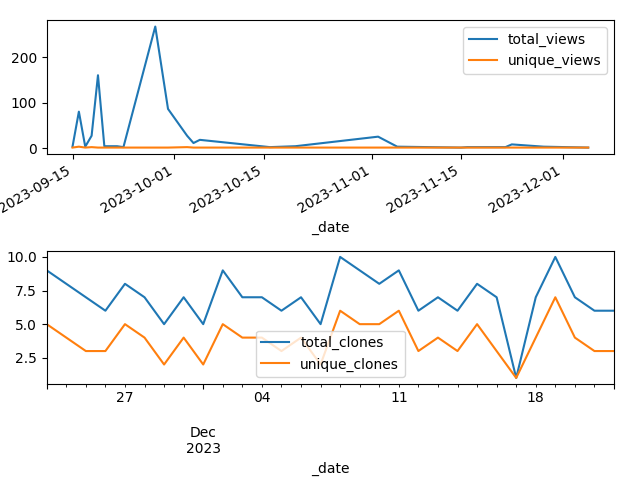 200
100
0
total_views
unique_views
2023-09-15
2023-10-01
2023-10-15
2023-11-01
2023-11-15
2023-12-01
_date
10.0
7.5
5.0
2.5
total_clones
unique_clones
27
04
11
18
Dec
2023
_date